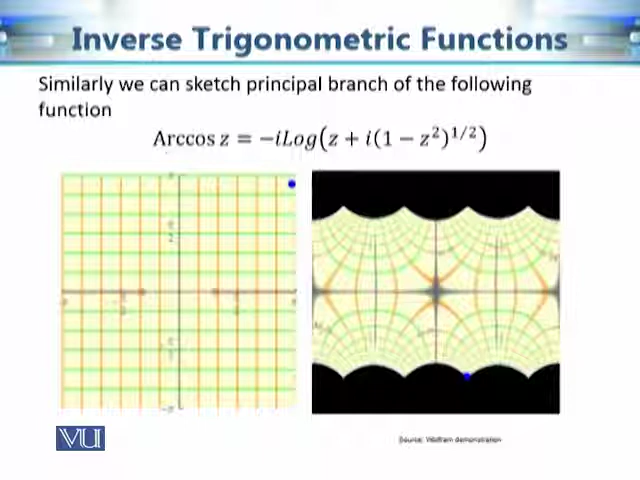 Inverse Trigonometric Functions
Similarly we can sketch principal branch of the following
function
Arccos z = −iLog(z + i(1 − z²)^{1/2})
VU
Source: Wolfram demonstration